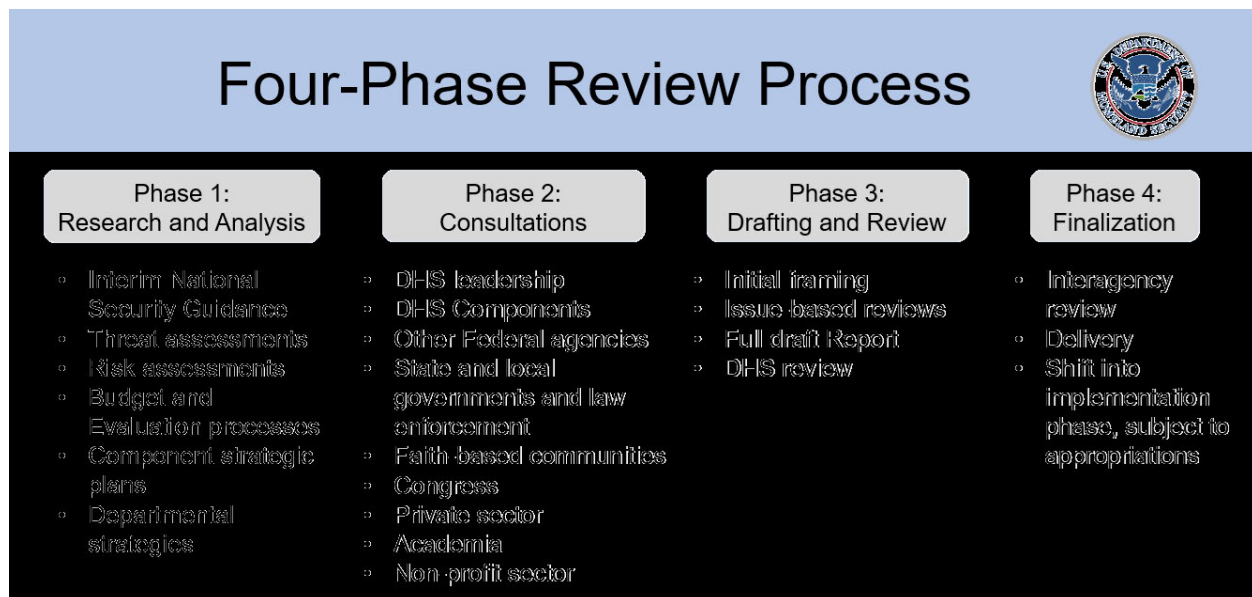 Four-Phase Review Process
U.S. DEPARTMENT OF
HOMELAND SECURITY
Phase 1:
Research and Analysis
◦ Interim National
Security Guidance
◦ Threat assessments
◦ Risk assessments
◦ Budget and
Evaluation processes
◦ Component strategic
plans
◦ Departmental
strategies
Phase 2:
Consultations
◦ DHS leadership
◦ DHS Components
◦ Other Federal agencies
◦ State and local
governments and law
enforcement
◦ Faith-based communities
◦ Congress
◦ Private sector
◦ Academia
◦ Non-profit sector
Phase 3:
Drafting and Review
◦ Initial framing
◦ Issue-based reviews
◦ Full draft Report
◦ DHS review
Phase 4:
Finalization
◦ Interagency
review
◦ Delivery
◦ Shift into
implementation
phase, subject to
appropriations